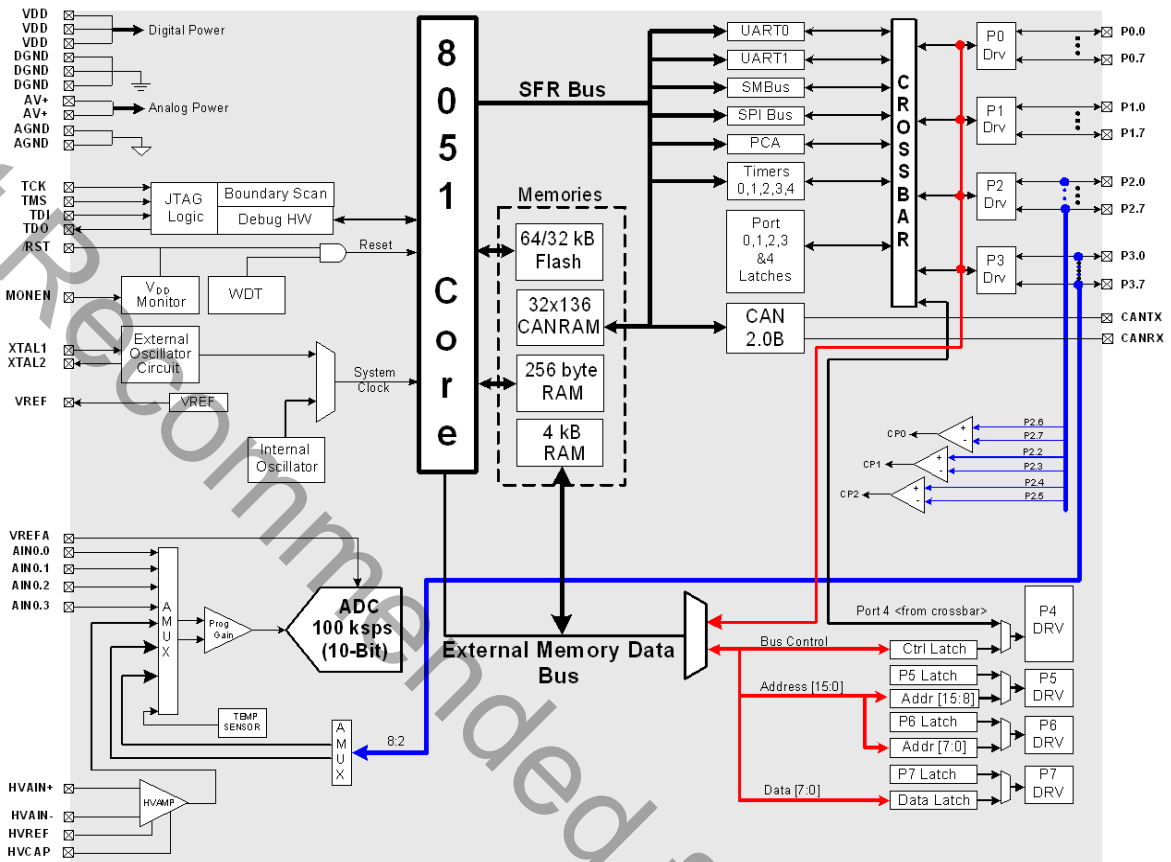 VDD
VDD
VDD
Digital Power
DGND
DGND
DGND
AV+
AV+
Analog Power
AGND
AGND
TCK
TMS
TDI
TDO
/RST
MONEN
XTAL1
XTAL2
VREF
JTAG
Logic
Boundary Scan
Debug HW
Reset
VDD
Monitor
WDT
External
Oscillator
Circuit
System
Clock
VREF
Internal
Oscillator
8051 Core
SFR Bus
Memories
64/32 kB
Flash
32x136
CANRAM
256 byte
RAM
4 kB
RAM
UART0
UART1
SMBus
SPI Bus
PCA
Timers
0,1,2,3,4
Port
0,1,2,3
&4
Latches
CAN
2.0B
CROSSBAR
P0
Drv
P1
Drv
P2
Drv
P3
Drv
P0.0
P0.7
P1.0
P1.7
P2.0
P2.7
P3.0
P3.7
CANTX
CANRX
CP0
+
-
P2.6
P2.7
CP1
+
-
P2.2
P2.3
CP2
+
-
P2.4
P2.5
VREFA
AIN0.0
AIN0.1
AIN0.2
AIN0.3
AMUX
Prog
Gain
ADC
100 ksps
(10-Bit)
TEMP
SENSOR
AMUX
8:2
HVAIN+
HVAIN-
HVREF
HVCAP
HVAMP
External Memory Data
Bus
Port 4 <from crossbar>
Bus Control
Ctrl Latch
P4
DRV
Address [15:0]
P5 Latch
Addr [15:8]
P5
DRV
P6 Latch
Addr [7:0]
P6
DRV
Data [7:0]
P7 Latch
Data Latch
P7
DRV
Recommended